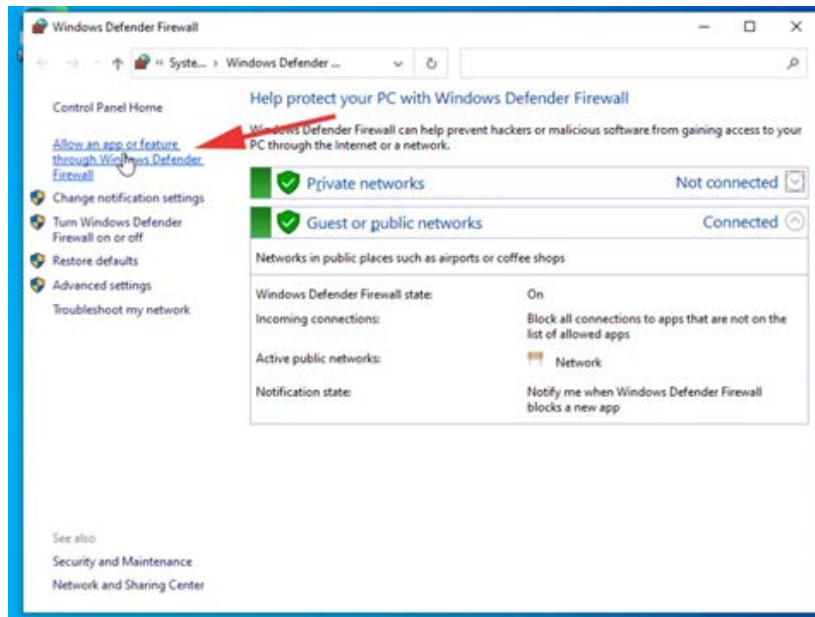 Windows Defender Firewall
« Syste... › Windows Defender ...
Control Panel Home
Allow an app or feature
through Windows Defender
Firewall
Change notification settings
Turn Windows Defender
Firewall on or off
Restore defaults
Advanced settings
Troubleshoot my network
See also
Security and Maintenance
Network and Sharing Center
Help protect your PC with Windows Defender Firewall
Windows Defender Firewall can help prevent hackers or malicious software from gaining access to your
PC through the Internet or a network.
Private networks Not connected
Guest or public networks Connected
Networks in public places such as airports or coffee shops
Windows Defender Firewall state: On
Incoming connections: Block all connections to apps that are not on the
list of allowed apps
Active public networks: Network
Notification state: Notify me when Windows Defender Firewall
blocks a new app